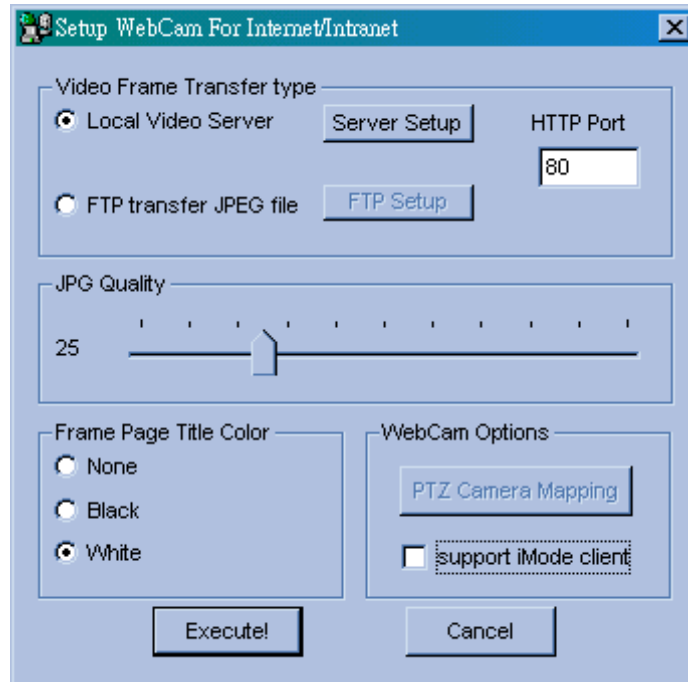 Setup WebCam For Internet/Intranet
Video Frame Transfer type
Local Video Server
Server Setup
HTTP Port
80
FTP transfer JPEG file
FTP Setup
JPG Quality
25
Frame Page Title Color
None
Black
White
WebCam Options
PTZ Camera Mapping
support iMode client
Execute!
Cancel